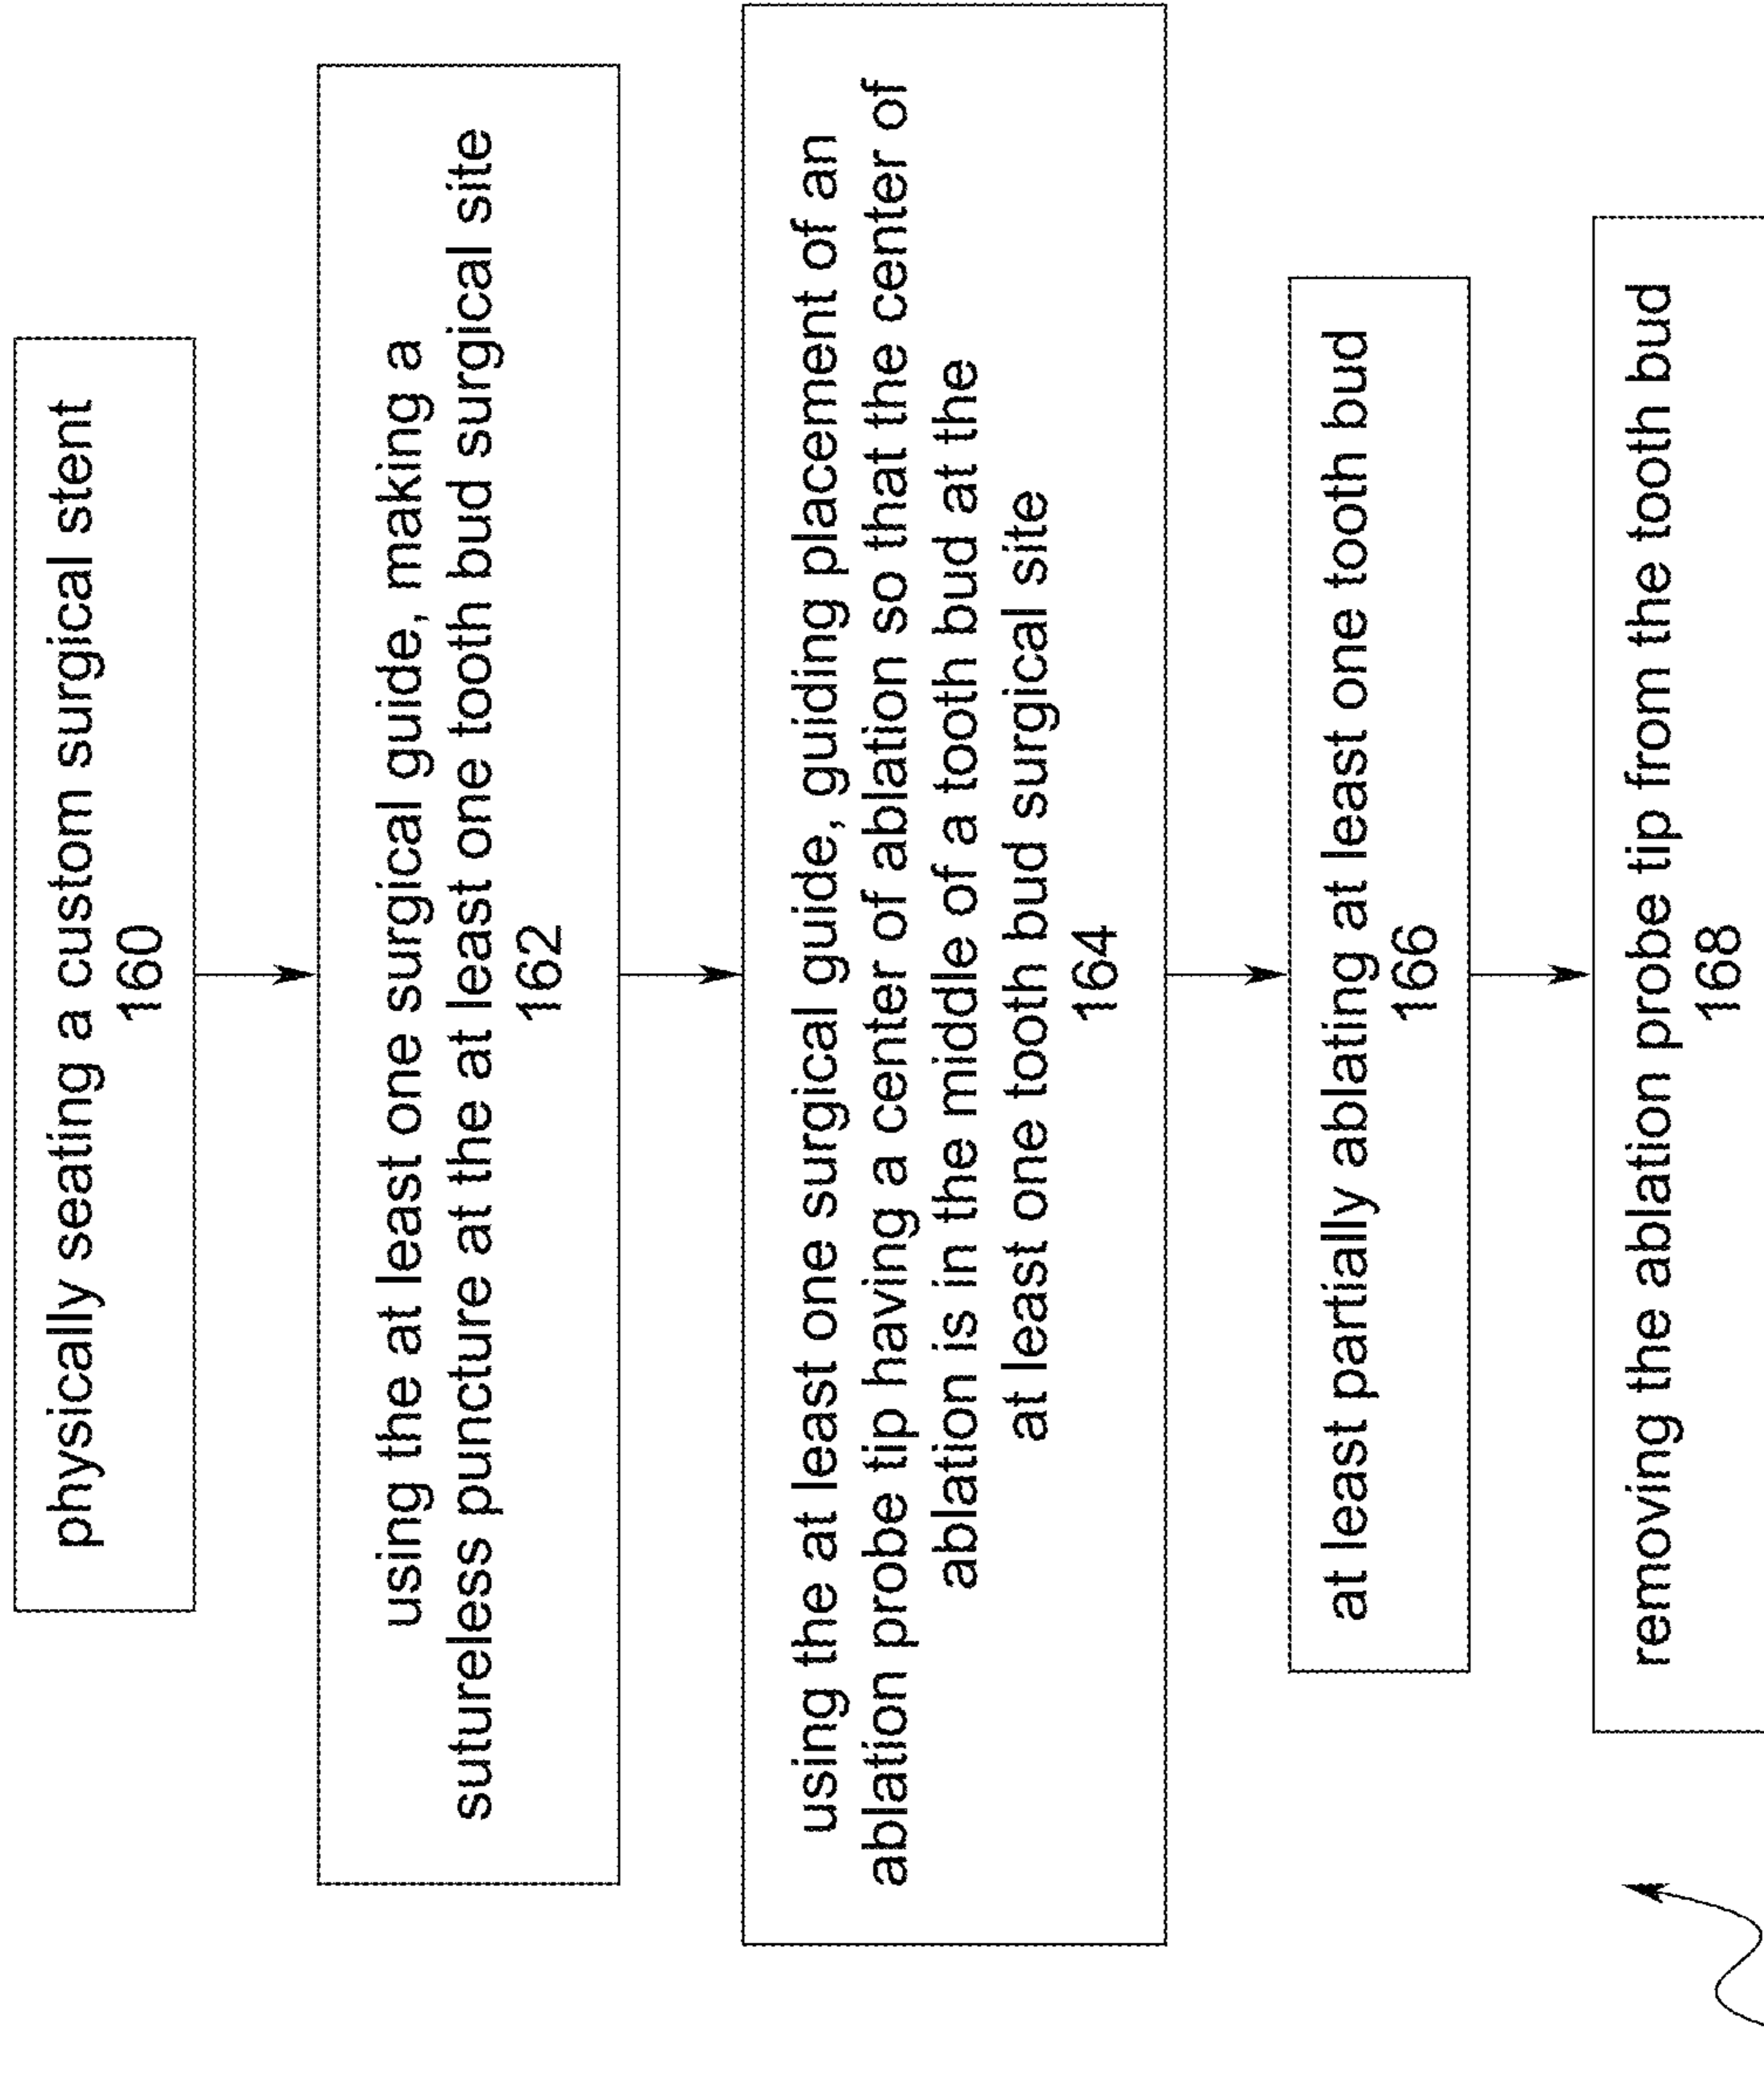 physically seating a custom surgical stent
160
using the at least one surgical guide, making a
sutureless puncture at the at least one tooth bud surgical site
162
using the at least one surgical guide, guiding placement of an
ablation probe tip having a center of ablation so that the center of
ablation is in the middle of a tooth bud at the
at least one tooth bud surgical site
164
at least partially ablating at least one tooth bud
166
removing the ablation probe tip from the tooth bud
168